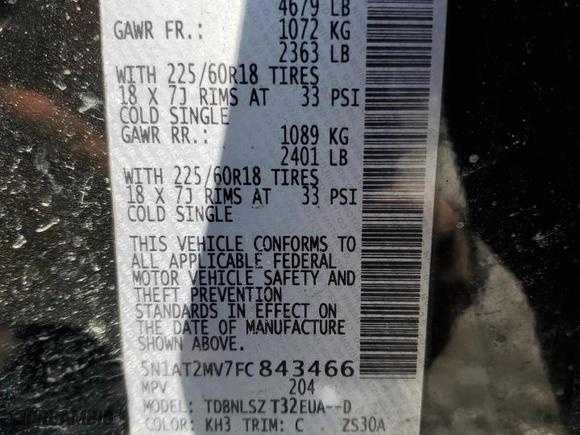 4679 LB
GAWR FR.: 1072 KG
2363 LB
WITH 225/60R18 TIRES
18 X 7J RIMS AT 33 PSI
COLD SINGLE
GAWR RR.: 1089 KG
2401 LB
WITH 225/60R18 TIRES
18 X 7J RIMS AT 33 PSI
COLD SINGLE
THIS VEHICLE CONFORMS TO
ALL APPLICABLE FEDERAL
MOTOR VEHICLE SAFETY AND
THEFT PREVENTION
STANDARDS IN EFFECT ON
THE DATE OF MANUFACTURE
SHOWN ABOVE.
5N1AT2MV7FC843466
MPV 204
MODEL: TDBNLSZ T32EUA--D
COLOR: KH3 TRIM: C ZS30A